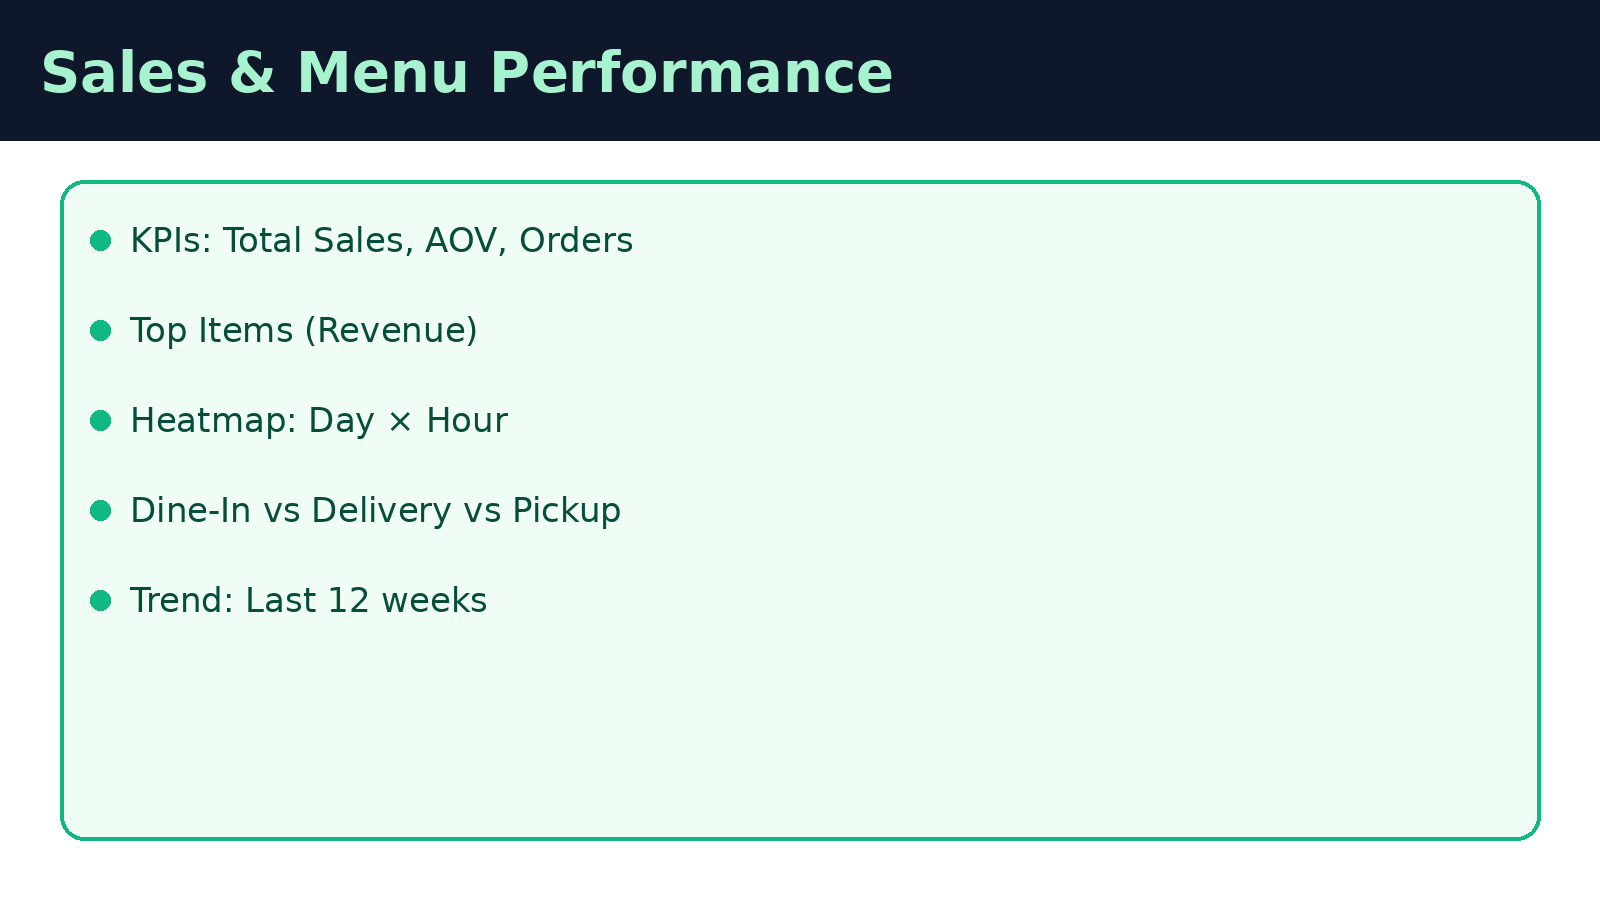 Sales & Menu Performance
KPIs: Total Sales, AOV, Orders
Top Items (Revenue)
Heatmap: Day × Hour
Dine-In vs Delivery vs Pickup
Trend: Last 12 weeks